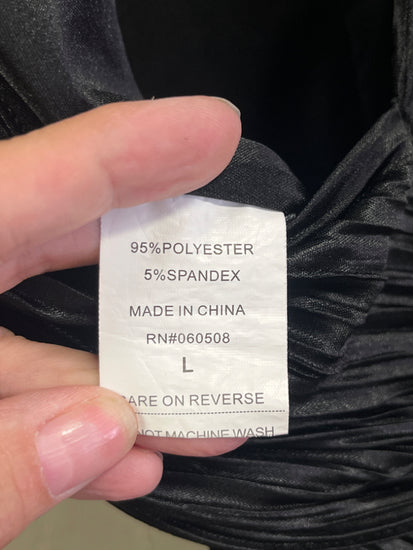 95%POLYESTER
5%SPANDEX
MADE IN CHINA
RN#060508
L
CARE ON REVERSE
NOT MACHINE WASH